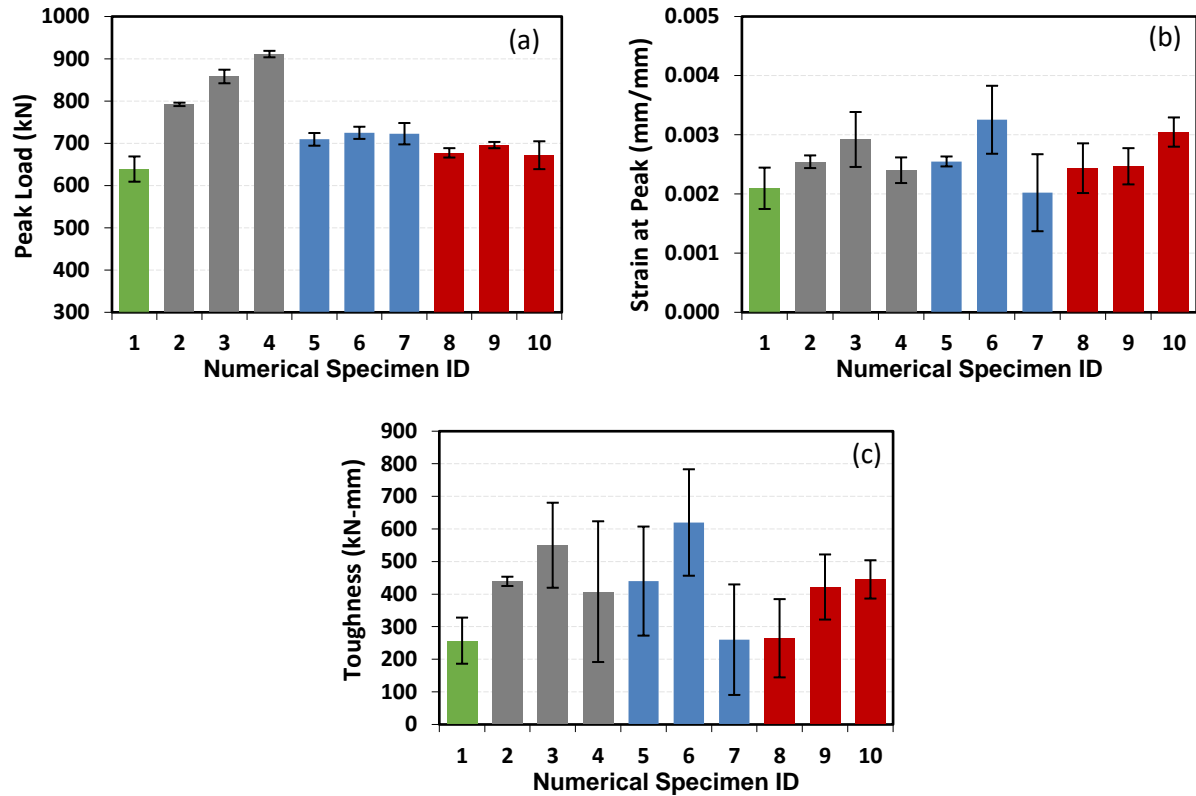 (a)
Peak Load (kN)
1000
900
800
700
600
500
400
300
1 2 3 4 5 6 7 8 9 10
Numerical Specimen ID
(b)
Strain at Peak (mm/mm)
0.005
0.004
0.003
0.002
0.001
0.000
1 2 3 4 5 6 7 8 9 10
Numerical Specimen ID
(c)
Toughness (kN-mm)
900
800
700
600
500
400
300
200
100
0
1 2 3 4 5 6 7 8 9 10
Numerical Specimen ID